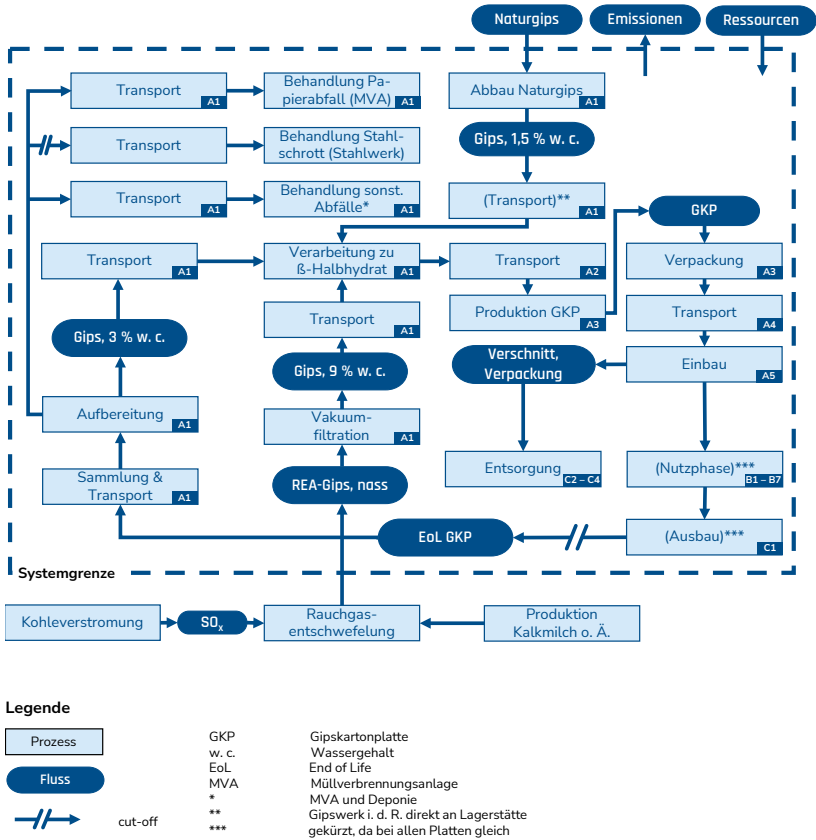 Naturgips
Emissionen
Ressourcen
Transport
A1
Behandlung Pa-
pierabfall (MVA)
A1
Abbau Naturgips
A1
Transport
Behandlung Stahl-
schrott (Stahlwerk)
Gips, 1,5 % w. c.
Transport
A1
Behandlung sonst.
Abfälle*
A1
(Transport)**
A1
GKP
Transport
A1
Verarbeitung zu
ß-Halbhydrat
A1
Transport
A2
Verpackung
A3
Transport
A1
Produktion GKP
A3
Transport
A4
Gips, 3 % w. c.
Gips, 9 % w. c.
Verschnitt,
Verpackung
Einbau
A5
Aufbereitung
A1
Vakuum-
filtration
A1
Sammlung &
Transport
A1
REA-Gips, nass
Entsorgung
C2 – C4
(Nutzphase)***
B1 – B7
EoL GKP
(Ausbau)***
C1
Systemgrenze
Kohleverstromung
SOx
Rauchgas-
entschwefelung
Produktion
Kalkmilch o. Ä.
Legende
Prozess
Fluss
cut-off
GKP Gipskartonplatte
w. c. Wassergehalt
EoL End of Life
MVA Müllverbrennungsanlage
* MVA und Deponie
** Gipswerk i. d. R. direkt an Lagerstätte
*** gekürzt, da bei allen Platten gleich